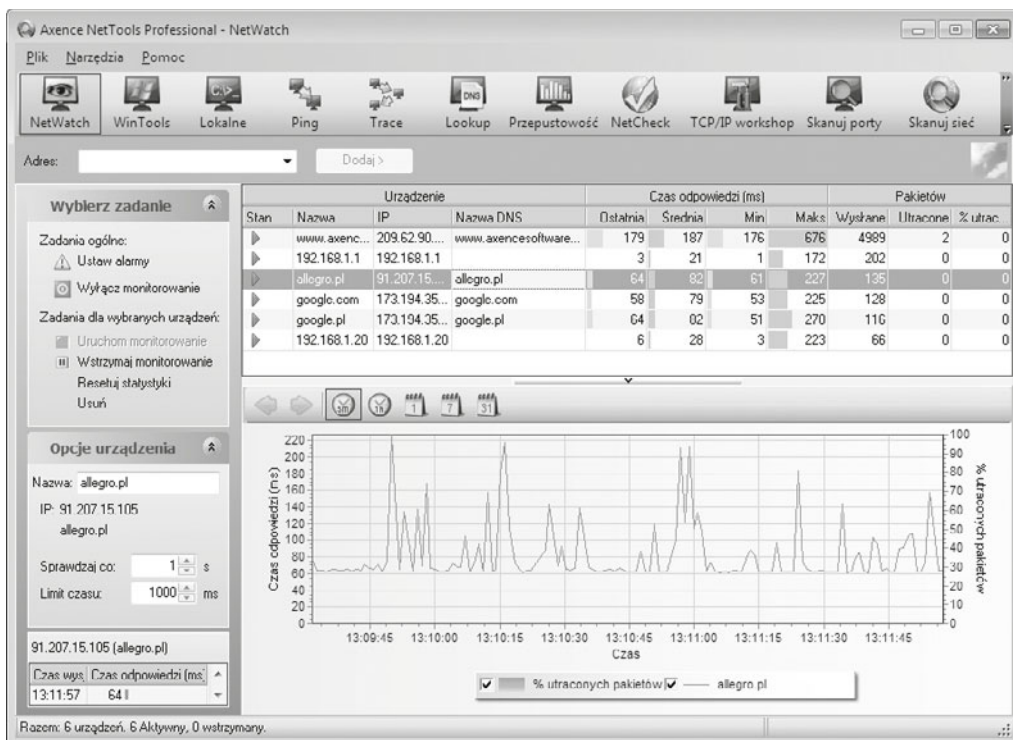 Axence NetTools Professional - NetWatch
Plik Narzędzia Pomoc
NetWatch WinTools Lokalne Ping Trace Lookup Przepustowość NetCheck TCP/IP workshop Skanuj porty Skanuj sieć
DNS
Adres: Dodaj >
Wybierz zadanie
Zadania ogólne:
Ustaw alarmy
Wyłącz monitorowanie
Zadania dla wybranych urządzeń:
Uruchom monitorowanie
Wstrzymaj monitorowanie
Resetuj statystyki
Usuń
Opcje urządzenia
Nazwa: allegro.pl
IP: 91.207.15.105
allegro.pl
Sprawdzaj co: 1 s
Limit czasu: 1000 ms
91.207.15.105 (allegro.pl)
Czas wys Czas odpowiedzi (ms)
13:11:57 64
Urządzenie Czas odpowiedzi (ms) Pakietów
Stan Nazwa IP Nazwa DNS Ostatnia Średnia Min Maks Wysłane Utracone % utrac...
www.axenc... 209.62.90.... www.axencesoftware... 179 187 176 676 4989 2 0
192.168.1.1 192.168.1.1 3 21 1 172 202 0 0
allegro.pl 91.207.15.... allegro.pl 64 82 61 227 135 0 0
google.com 173.194.35... google.com 58 79 53 225 128 0 0
google.pl 173.194.35... google.pl 64 82 51 270 116 0 0
192.168.1.20 192.168.1.20 6 28 3 223 66 0 0
5m 1h 1 7 31
Czas odpowiedzi (ms)
220
200
180
160
140
120
100
80
60
40
20
0
100
90
80
70
60
50
40
30
20
10
0
% utraconych pakietów
13:09:45 13:10:00 13:10:15 13:10:30 13:10:45 13:11:00 13:11:15 13:11:30 13:11:45
Czas
% utraconych pakietów allegro.pl
Razem: 6 urządzeń. 6 Aktywny, 0 wstrzymany.